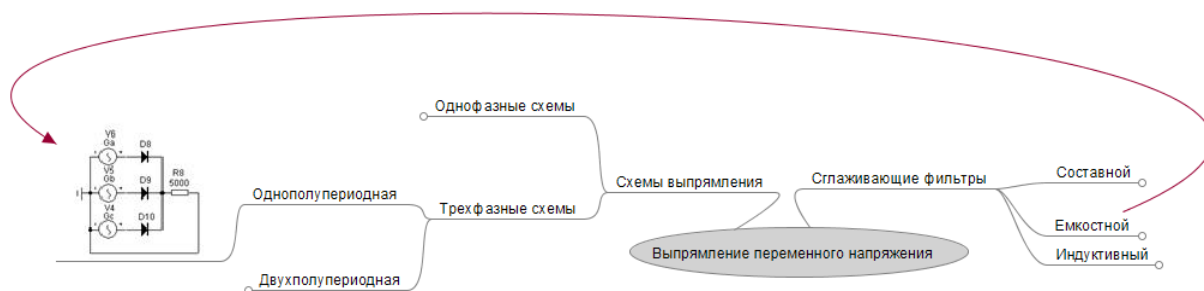 Однофазные схемы
V6
Ga
D8
R8
5000
V5
Gb
D9
V4
Gc
D10
Однополупериодная
Трехфазные схемы
Двухполупериодная
Схемы выпрямления
Сглаживающие фильтры
Составной
Емкостной
Индуктивный
Выпрямление переменного напряжения